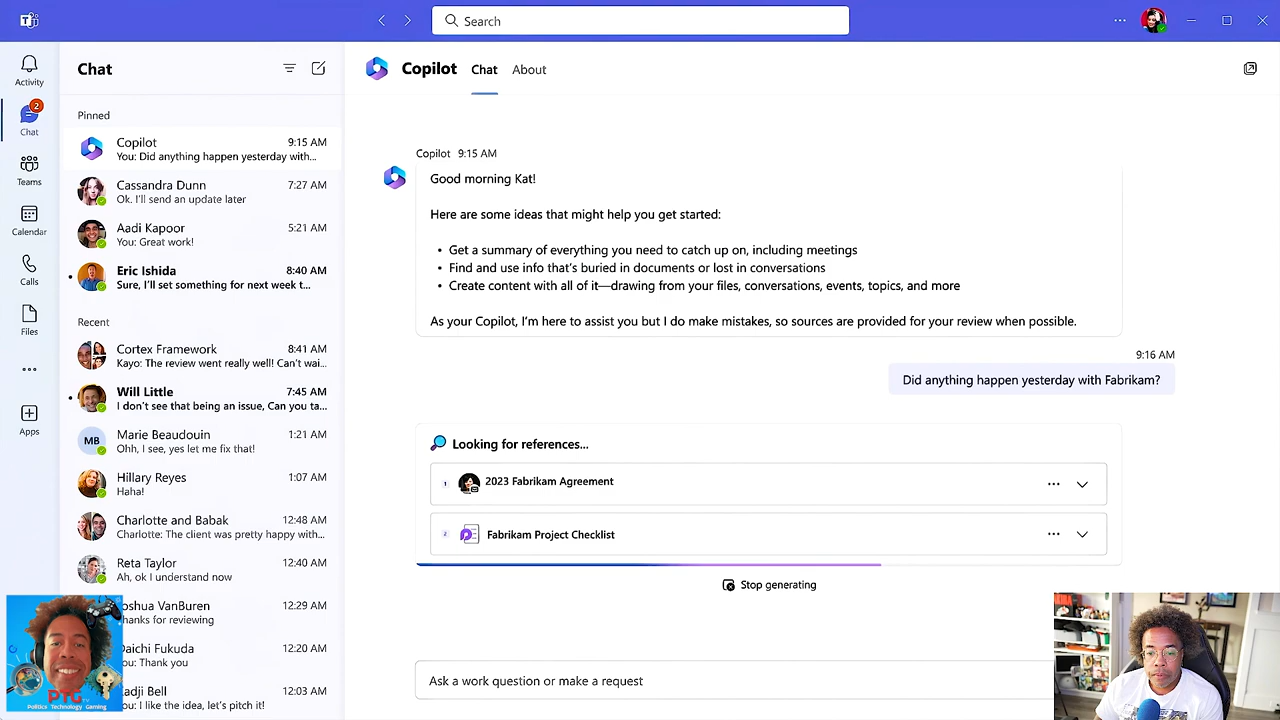 Search
Activity
2
Chat
Teams
Calendar
Calls
Files
Apps
Chat
Pinned
Copilot 9:15 AM
You: Did anything happen yesterday with...
Cassandra Dunn 7:27 AM
Ok. I'll send an update later
Aadi Kapoor 5:21 AM
You: Great work!
Eric Ishida 8:40 AM
Sure, I'll set something for next week t...
Recent
Cortex Framework 8:41 AM
Kayo: The review went really well! Can't wai...
Will Little 7:45 AM
I don't see that being an issue, Can you ta...
MB
Marie Beaudouin 1:21 AM
Ohh, I see, yes let me fix that!
Hillary Reyes 1:07 AM
Haha!
Charlotte and Babak 12:48 AM
Charlotte: The client was pretty happy with...
Reta Taylor 12:40 AM
Ah, ok I understand now
oshua VanBuren 12:29 AM
hanks for reviewing
Daichi Fukuda 12:20 AM
ou: Thank you
adji Bell 12:03 AM
ou: I like the idea, let's pitch it!
PTG
TV
Politics Technology Gaming
Copilot Chat About
Copilot 9:15 AM
Good morning Kat!
Here are some ideas that might help you get started:
• Get a summary of everything you need to catch up on, including meetings
• Find and use info that's buried in documents or lost in conversations
• Create content with all of it—drawing from your files, conversations, events, topics, and more
As your Copilot, I'm here to assist you but I do make mistakes, so sources are provided for your review when possible.
9:16 AM
Did anything happen yesterday with Fabrikam?
Looking for references...
1 2023 Fabrikam Agreement
2 Fabrikam Project Checklist
Stop generating
Ask a work question or make a request